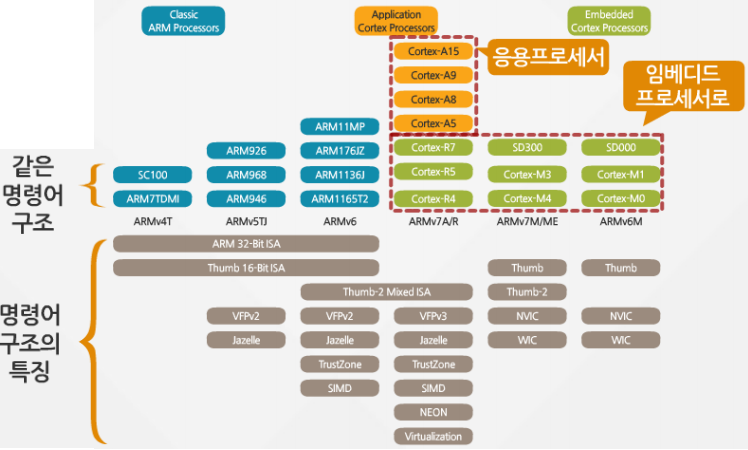 Classic
ARM Processors
Application
Cortex Processors
Embedded
Cortex Processors
Cortex-A15
응용프로세서
Cortex-A9
임베디드
프로세서로
Cortex-A8
ARM11MP
Cortex-A5
ARM926
ARM176JZ
Cortex-R7
SD300
SD000
같은
명령어
구조
SC100
ARM968
ARM1136J
Cortex-R5
Cortex-M3
Cortex-M1
ARM7TDMI
ARM946
ARM1165T2
Cortex-R4
Cortex-M4
Cortex-M0
ARMv4T
ARMv5TJ
ARMv6
ARMv7A/R
ARMv7M/ME
ARMv6M
ARM 32-Bit ISA
Thumb 16-Bit ISA
Thumb
Thumb
Thumb-2 Mixed ISA
Thumb-2
명령어
구조의
특징
VFPv2
VFPv2
VFPv3
NVIC
NVIC
Jazelle
Jazelle
Jazelle
WIC
WIC
TrustZone
TrustZone
SIMD
SIMD
NEON
Virtualization